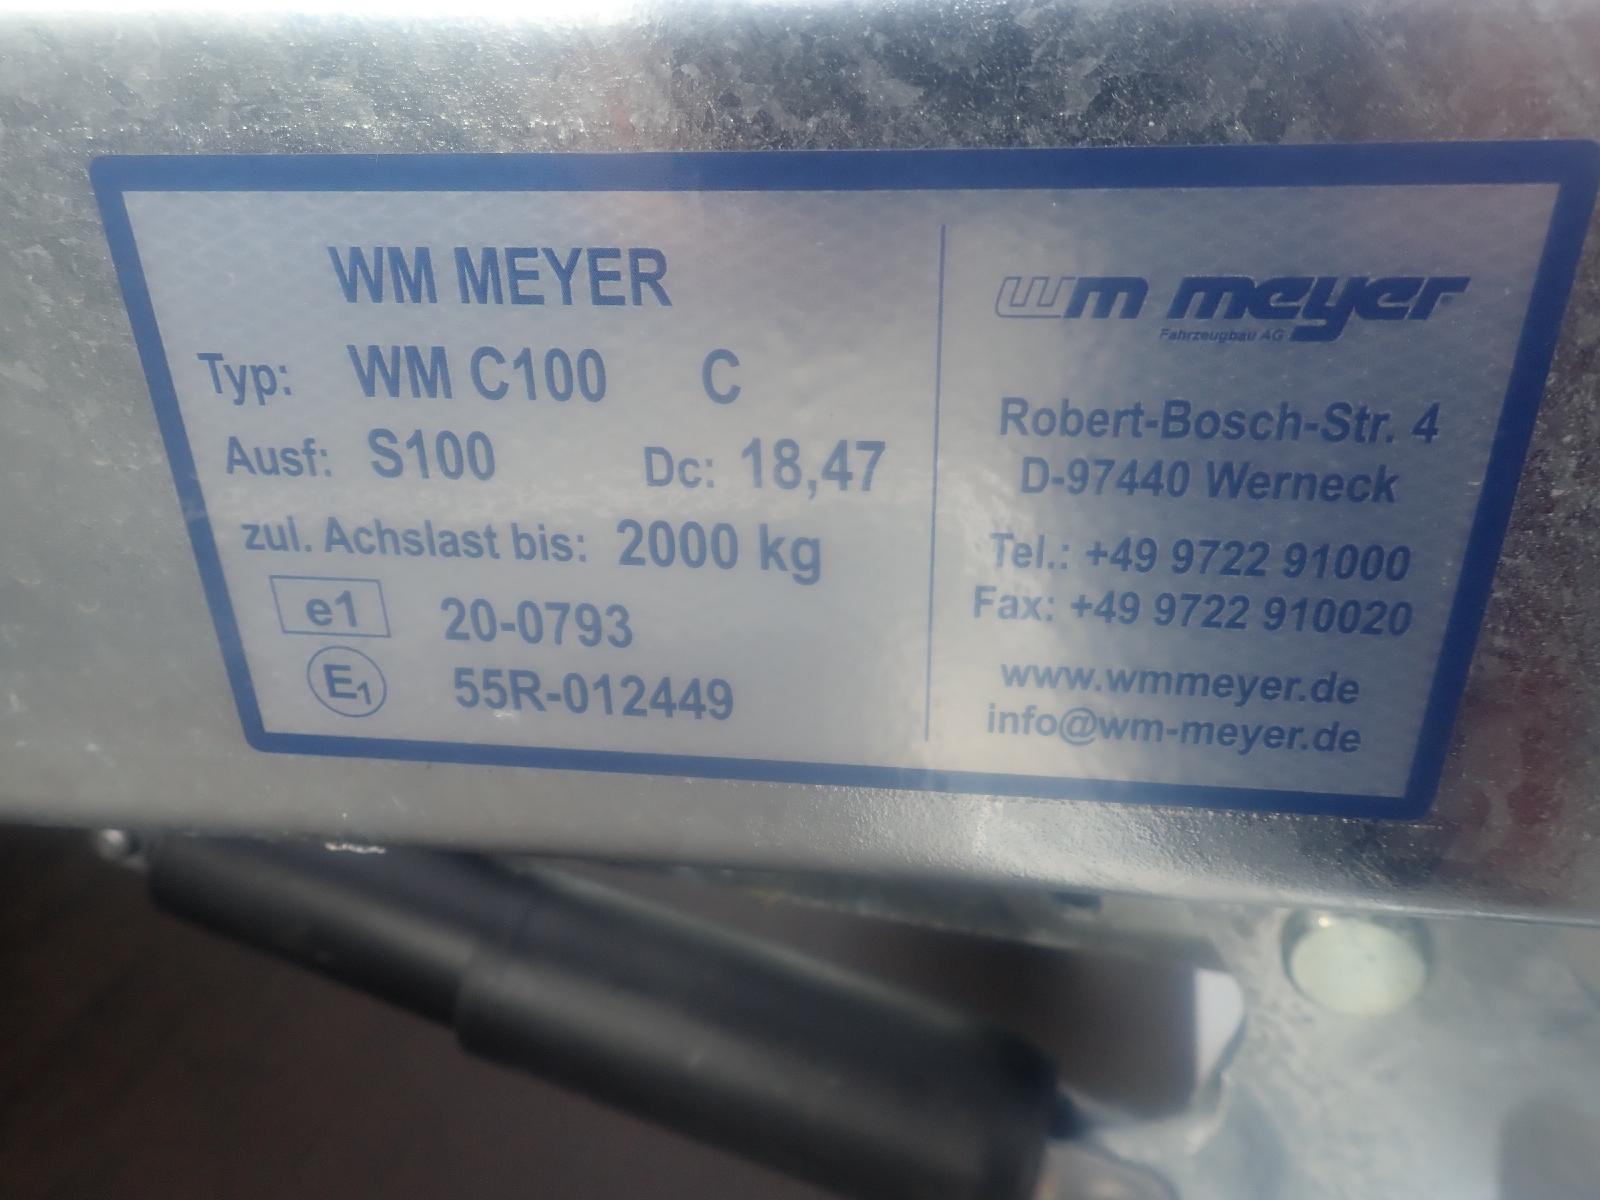 WM MEYER
Typ: WM C100 C
Ausf: S100 Dc: 18,47
zul. Achslast bis: 2000 kg
e1 20-0793
E1 55R-012449
wm meyer
Fahrzeugbau AG
Robert-Bosch-Str. 4
D-97440 Werneck
Tel.: +49 9722 91000
Fax: +49 9722 910020
www.wmmeyer.de
info@wm-meyer.de